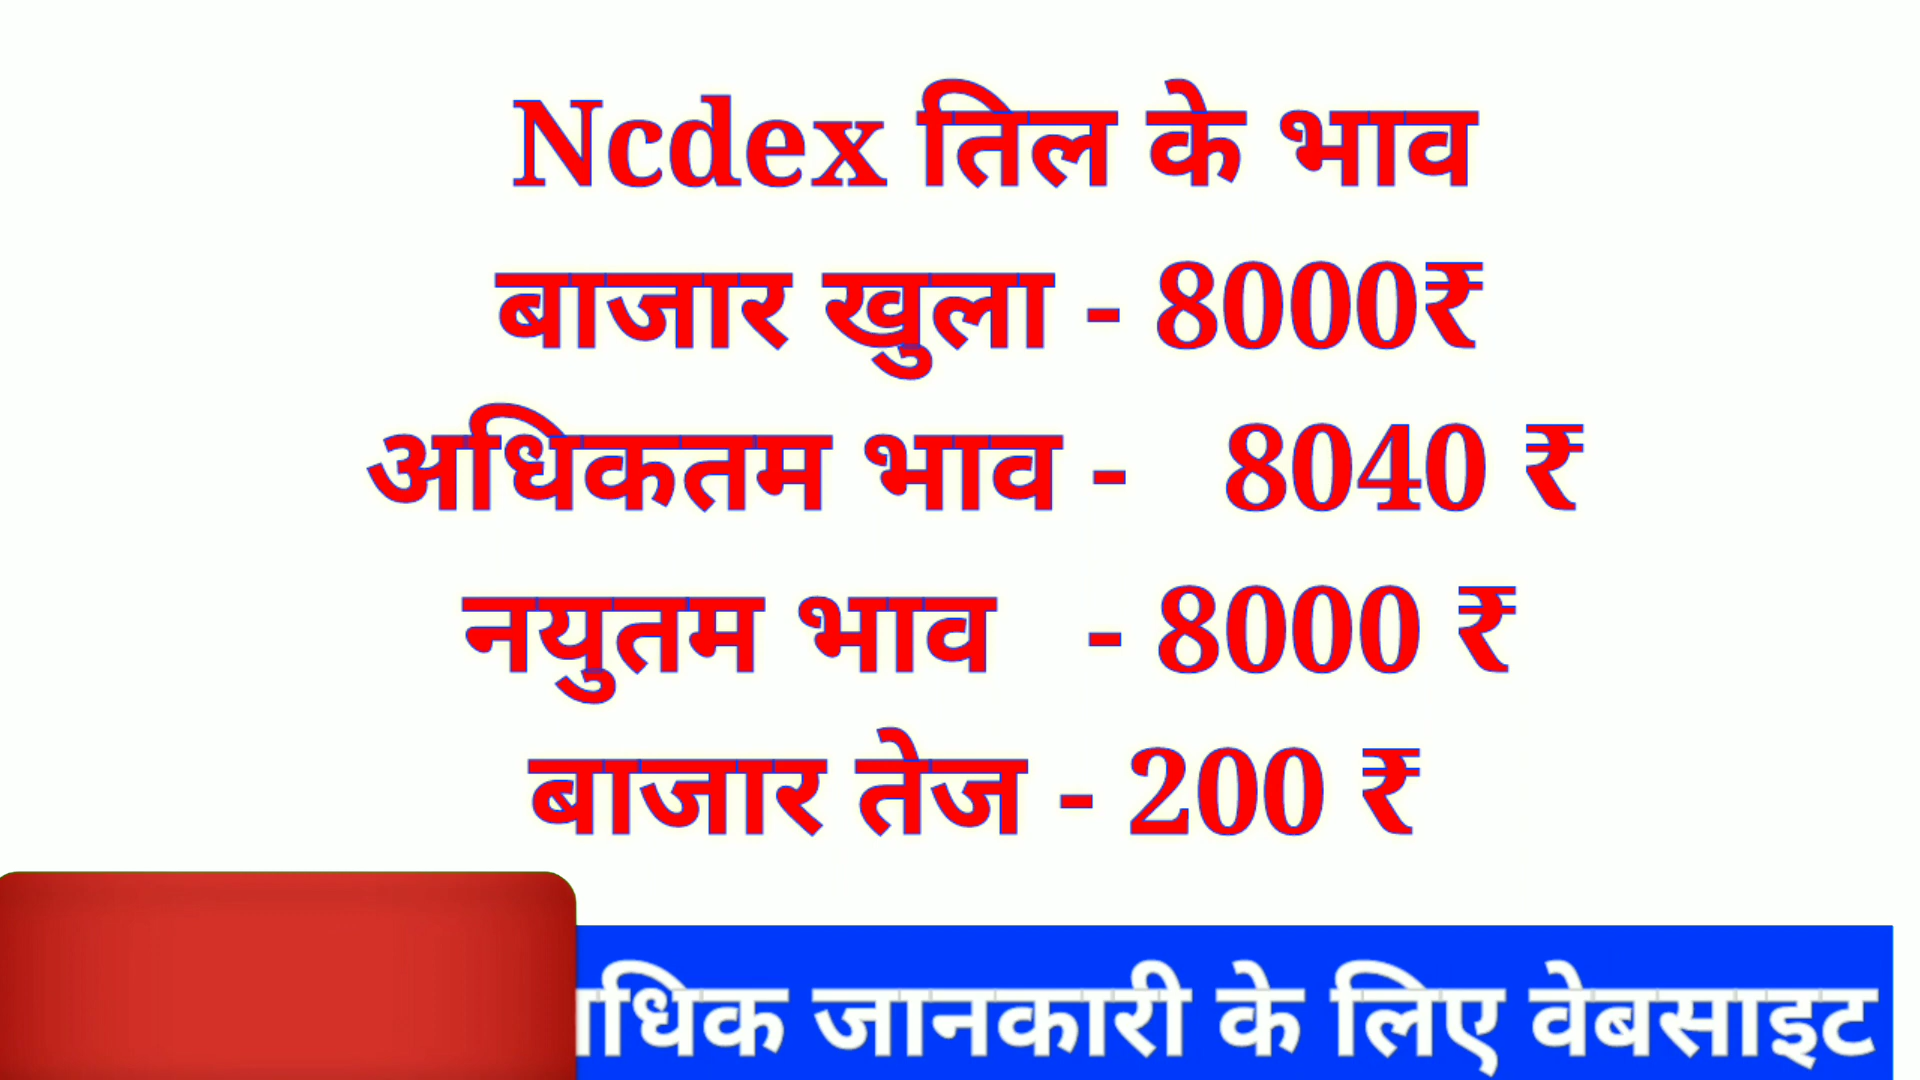 Ncdex तिल के भाव
बाजार खुला - 8000₹
अधिकतम भाव - 8040 ₹
नयुतम भाव - 8000 ₹
बाजार तेज - 200 ₹
जानकारी के लिए वेबसाइट